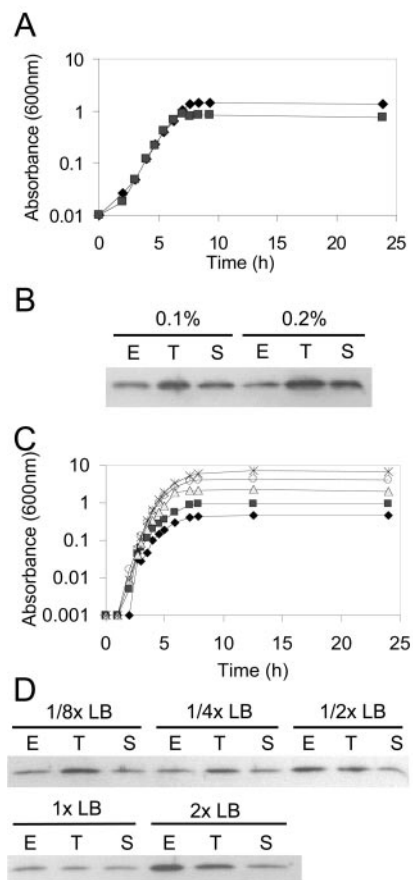 A
Absorbance (600nm)
10
1
0.1
0.01
0 5 10 15 20 25
Time (h)
B
0.1% 0.2%
E T S E T S
C
Absorbance (600nm)
10
1
0.1
0.01
0.001
0 5 10 15 20 25
Time (h)
D
1/8x LB 1/4x LB 1/2x LB
E T S E T S E T S
1x LB 2x LB
E T S E T S